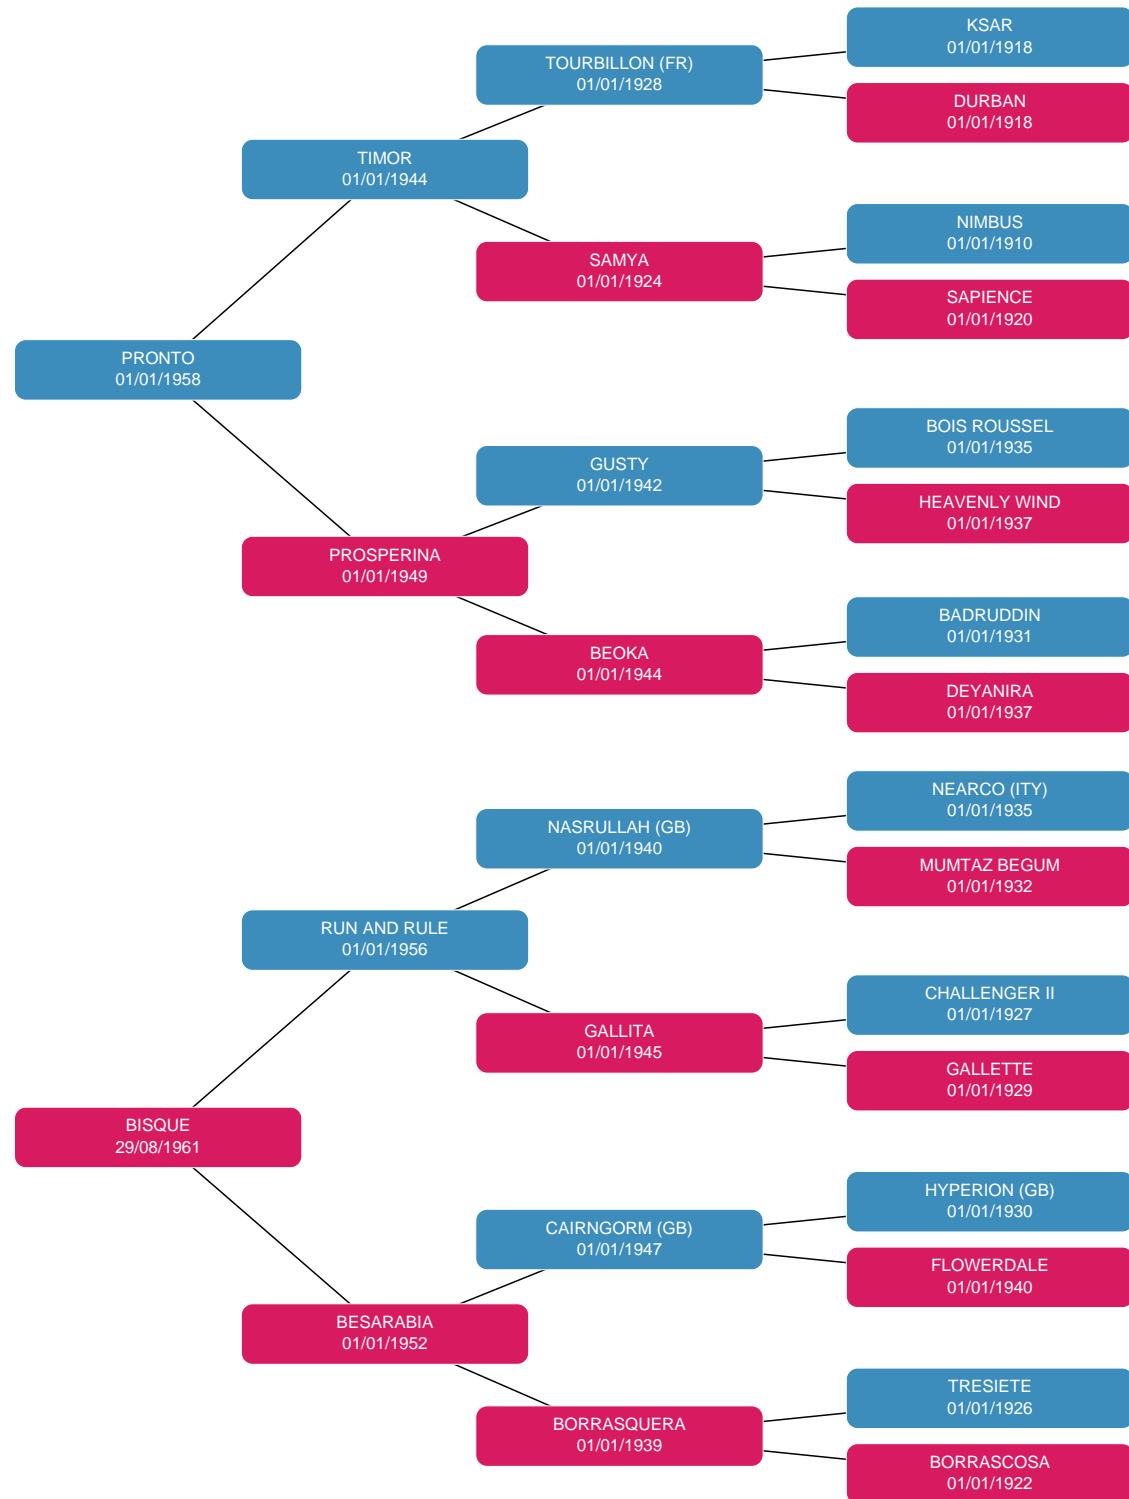 KSAR
01/01/1918
TOURBILLON (FR)
01/01/1928
DURBAN
01/01/1918
TIMOR
01/01/1944
NIMBUS
01/01/1910
SAMYA
01/01/1924
SAPIENCE
01/01/1920
PRONTO
01/01/1958
BOIS ROUSSEL
01/01/1935
GUSTY
01/01/1942
HEAVENLY WIND
01/01/1937
PROSPERINA
01/01/1949
BADRUDDIN
01/01/1931
BEOKA
01/01/1944
DEYANIRA
01/01/1937
NEARCO (ITY)
01/01/1935
NASRULLAH (GB)
01/01/1940
MUMTAZ BEGUM
01/01/1932
RUN AND RULE
01/01/1956
CHALLENGER II
01/01/1927
GALLITA
01/01/1945
GALLETTE
01/01/1929
BISQUE
29/08/1961
HYPERION (GB)
01/01/1930
CAIRNGORM (GB)
01/01/1947
FLOWERDALE
01/01/1940
BESARABIA
01/01/1952
TRESIETE
01/01/1926
BORRASQUERA
01/01/1939
BORRASCOSA
01/01/1922